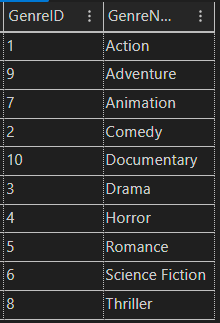 GenreID GenreN...
1 Action
9 Adventure
7 Animation
2 Comedy
10 Documentary
3 Drama
4 Horror
5 Romance
6 Science Fiction
8 Thriller